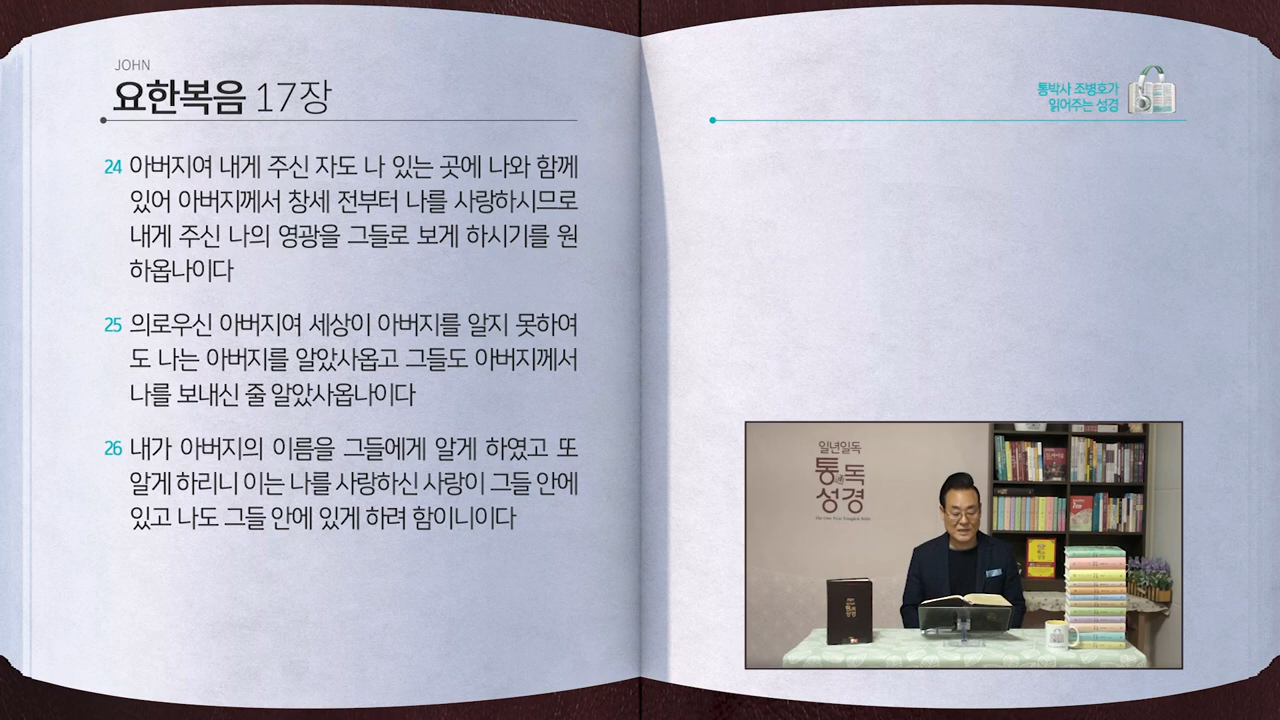 JOHN
요한복음 17장
24 아버지여 내게 주신 자도 나 있는 곳에 나와 함께
있어 아버지께서 창세 전부터 나를 사랑하시므로
내게 주신 나의 영광을 그들로 보게 하시기를 원
하옵나이다
25 의로우신 아버지여 세상이 아버지를 알지 못하여
도 나는 아버지를 알았사옵고 그들도 아버지께서
나를 보내신 줄 알았사옵나이다
26 내가 아버지의 이름을 그들에게 알게 하였고 또
알게 하리니 이는 나를 사랑하신 사랑이 그들 안에
있고 나도 그들 안에 있게 하려 함이니이다
통박사 조병호가
읽어주는 성경
일년일독
통독
성경
The One Year Tongdok Bible